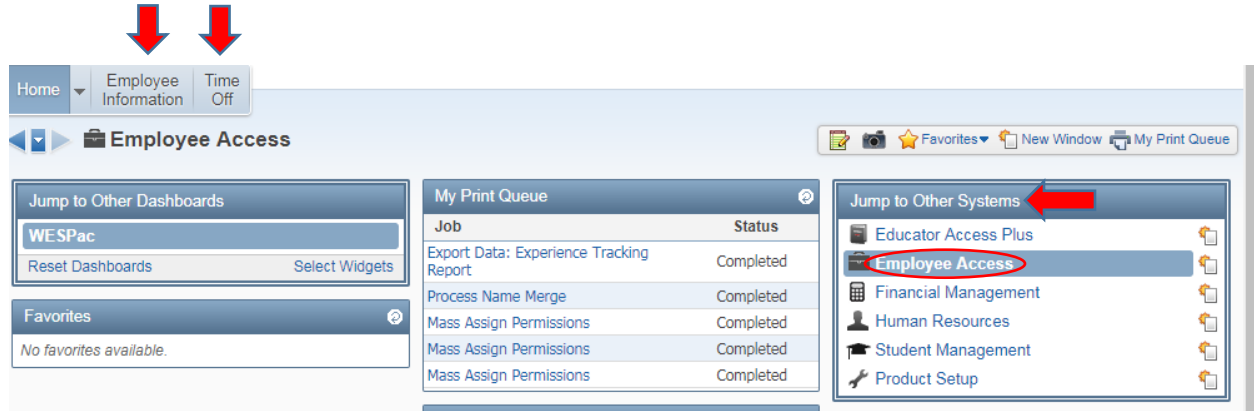 Home
Employee
Information
Time
Off
Employee Access
Favorites
New Window
My Print Queue
Jump to Other Dashboards
WESPac
Reset Dashboards
Select Widgets
Favorites
No favorites available.
My Print Queue
Job Status
Export Data: Experience Tracking
Report
Completed
Process Name Merge Completed
Mass Assign Permissions Completed
Mass Assign Permissions Completed
Mass Assign Permissions Completed
Jump to Other Systems
Educator Access Plus
Employee Access
Financial Management
Human Resources
Student Management
Product Setup